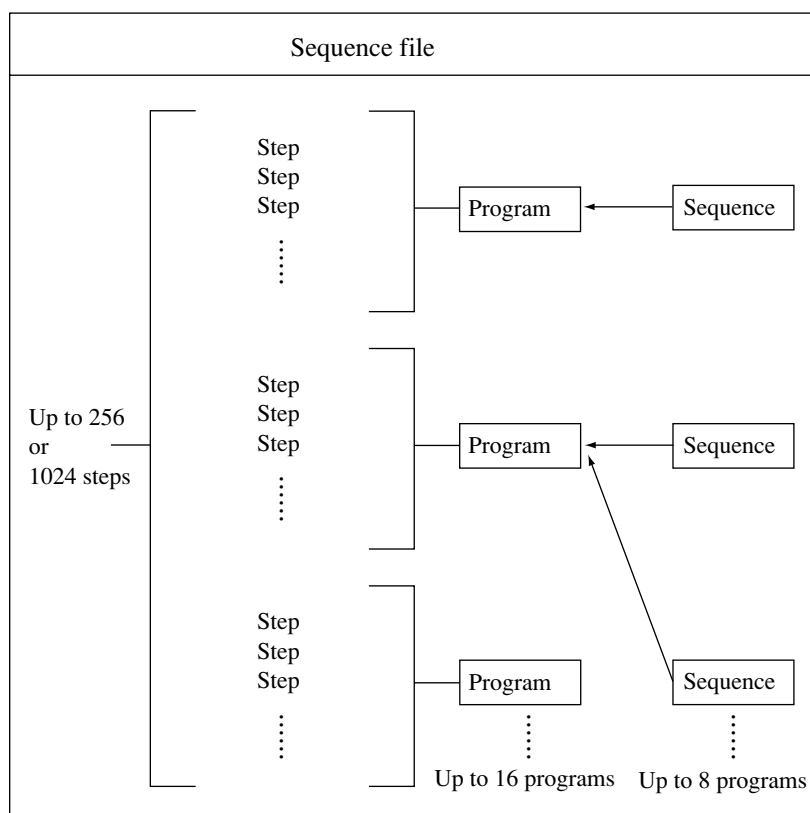 Sequence file
Step
Step
Step
Program
Sequence
Up to 256
or
1024 steps
Step
Step
Step
Program
Sequence
Step
Step
Step
Program
Sequence
Up to 16 programs
Up to 8 programs